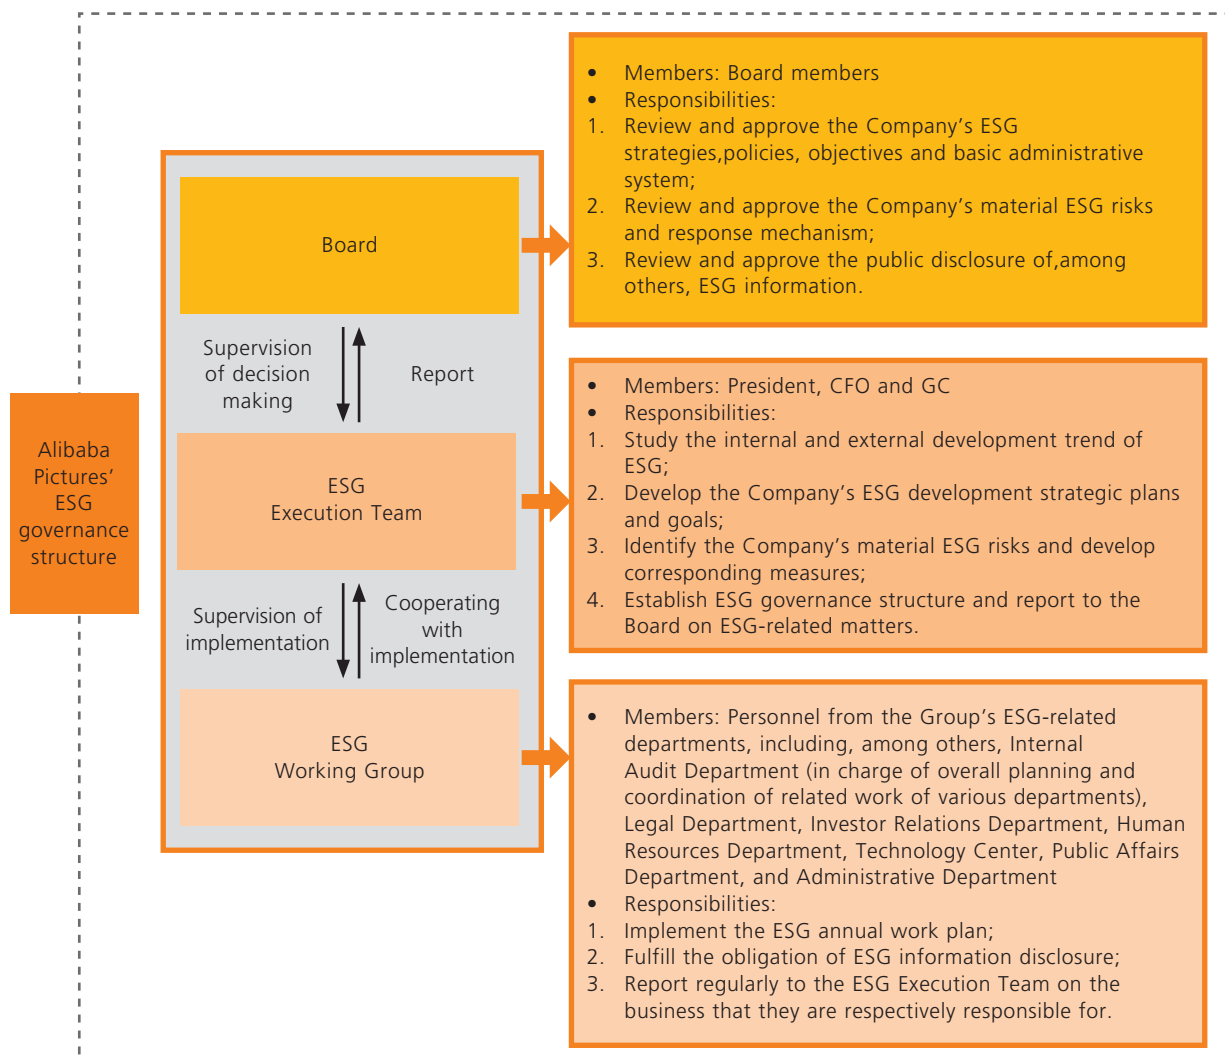 Alibaba
Pictures’
ESG
governance
structure
Board
Supervision
of decision
making
Report
ESG
Execution Team
Supervision of
implementation
Cooperating
with
implementation
ESG
Working Group
• Members: Board members
• Responsibilities:
1. Review and approve the Company’s ESG
strategies,policies, objectives and basic administrative
system;
2. Review and approve the Company’s material ESG risks
and response mechanism;
3. Review and approve the public disclosure of,among
others, ESG information.
• Members: President, CFO and GC
• Responsibilities:
1. Study the internal and external development trend of
ESG;
2. Develop the Company’s ESG development strategic plans
and goals;
3. Identify the Company’s material ESG risks and develop
corresponding measures;
4. Establish ESG governance structure and report to the
Board on ESG-related matters.
• Members: Personnel from the Group’s ESG-related
departments, including, among others, Internal
Audit Department (in charge of overall planning and
coordination of related work of various departments),
Legal Department, Investor Relations Department, Human
Resources Department, Technology Center, Public Affairs
Department, and Administrative Department
• Responsibilities:
1. Implement the ESG annual work plan;
2. Fulfill the obligation of ESG information disclosure;
3. Report regularly to the ESG Execution Team on the
business that they are respectively responsible for.